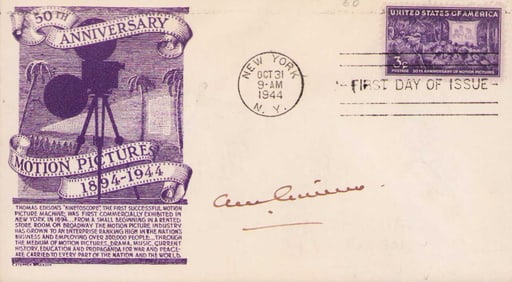 50TH
ANNIVERSARY
MOTION PICTURES
1894-1944
THOMAS EDISON'S "KINETOSCOPE", THE FIRST SUCCESSFUL MOTION
PICTURE MACHINE, WAS FIRST COMMERCIALLY EXHIBITED IN
NEW YORK IN 1894....FROM A SMALL BEGINNING IN A RENTED
STORE ROOM ON BROADWAY THE MOTION PICTURE INDUSTRY
HAS GROWN TO AN ENTERPRISE RANKING HIGH IN THE NATION'S
BUSINESS AND EMPLOYING OVER 200,000 PEOPLE....THROUGH
THE MEDIUM OF MOTION PICTURES, DRAMA, MUSIC, CURRENT
HISTORY, EDUCATION AND PROPAGANDA FOR WAR AND PEACE-
ARE CARRIED TO EVERY PART OF THE NATION AND THE WORLD.
60
NEW YORK
OCT 31
9-AM
1944
N.Y.
UNITED STATES OF AMERICA
3¢
POSTAGE 50TH ANNIVERSARY OF MOTION PICTURES
FIRST DAY OF ISSUE